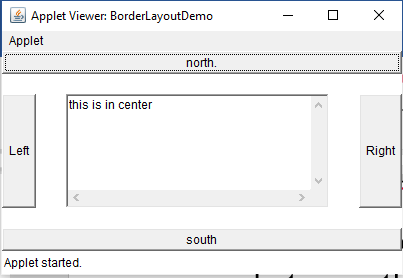 Applet Viewer: BorderLayoutDemo
Applet
north.
this is in center
Left
Right
south
Applet started.